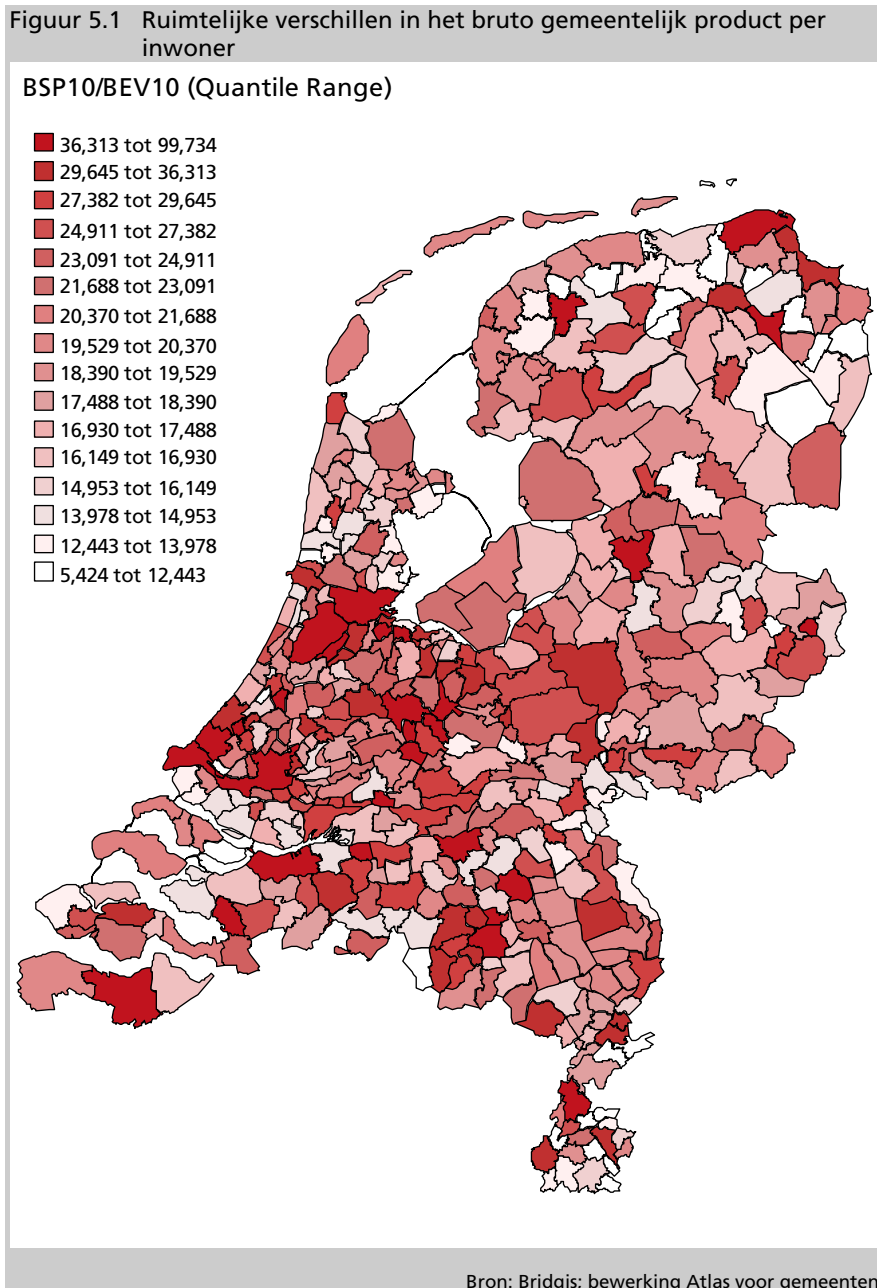 Figuur 5.1 Ruimtelijke verschillen in het bruto gemeentelijk product per
inwoner
BSP10/BEV10 (Quantile Range)
36,313 tot 99,734
29,645 tot 36,313
27,382 tot 29,645
24,911 tot 27,382
23,091 tot 24,911
21,688 tot 23,091
20,370 tot 21,688
19,529 tot 20,370
18,390 tot 19,529
17,488 tot 18,390
16,930 tot 17,488
16,149 tot 16,930
14,953 tot 16,149
13,978 tot 14,953
12,443 tot 13,978
5,424 tot 12,443
Bron: Bridgis; bewerking Atlas voor gemeenten